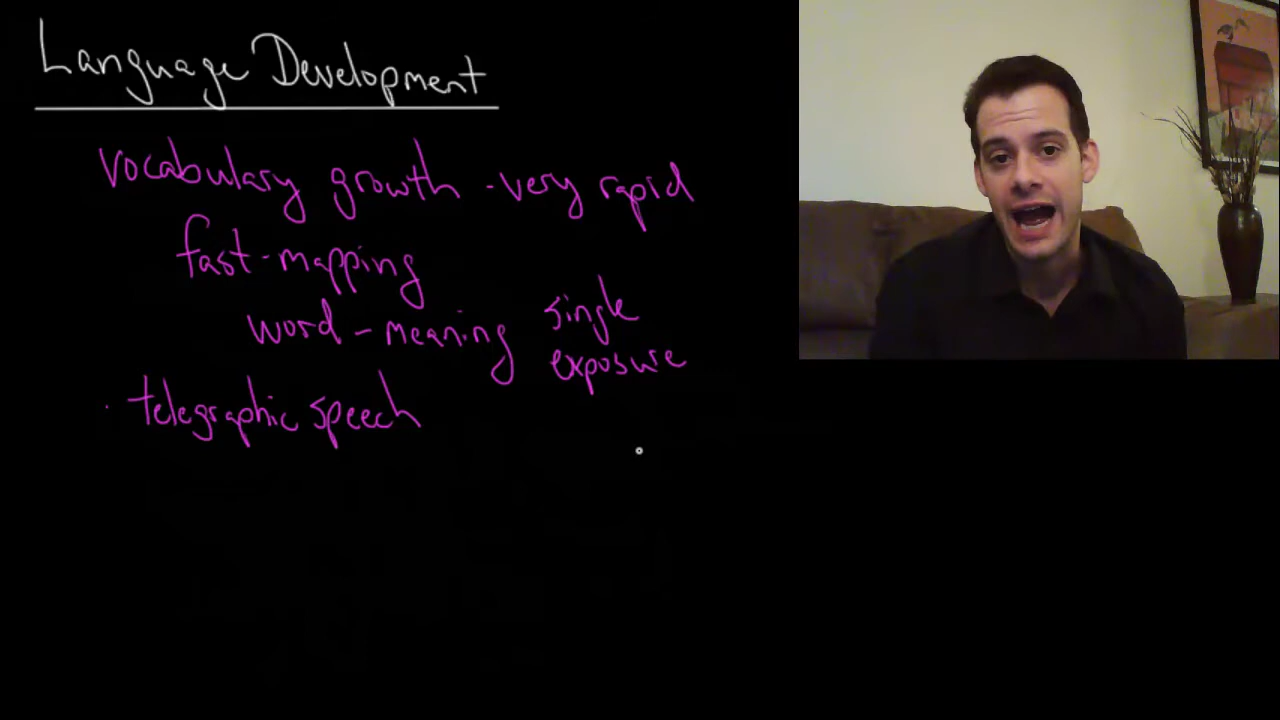 Language Development
vocabulary growth - very rapid
fast-mapping
word - meaning single exposure
· telegraphic speech